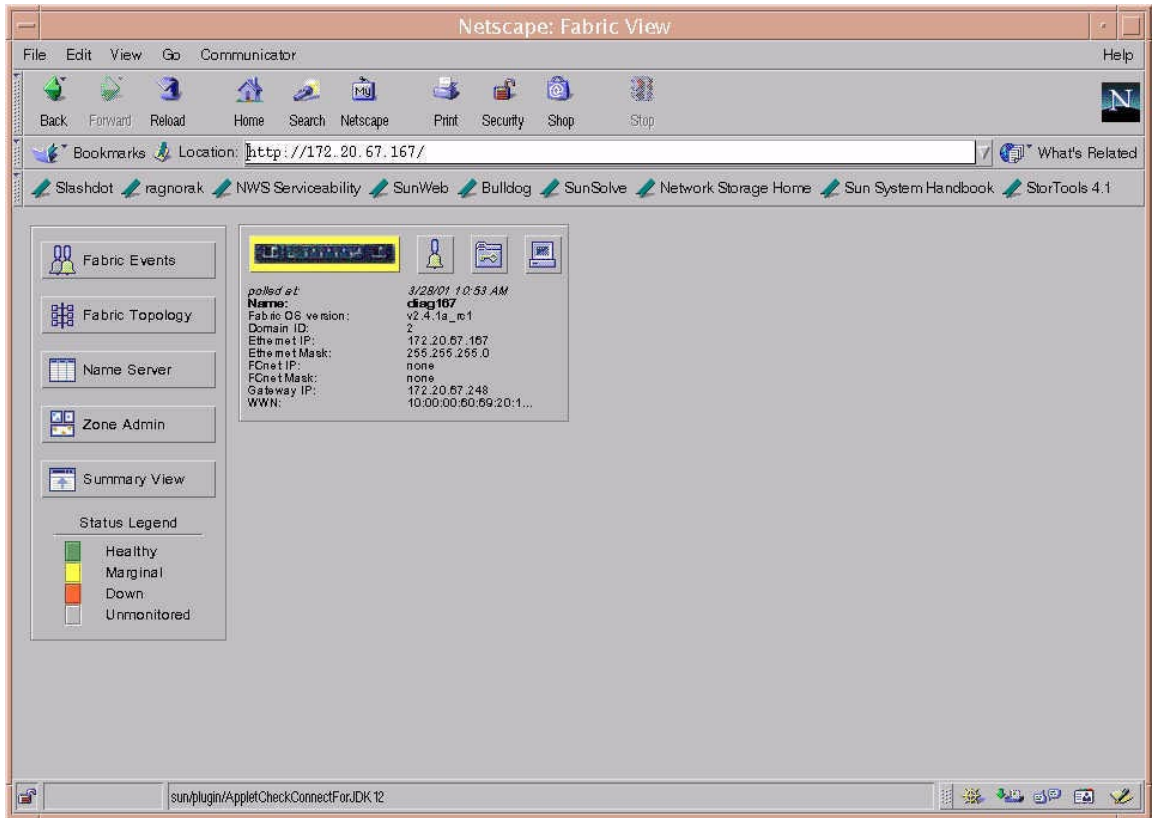 Netscape: Fabric View
File Edit View Go Communicator Help
Back Forward Reload Home Search Netscape Print Security Shop Stop
My
N
Bookmarks Location: http://172.20.67.167/ What's Related
Slashdot ragnorak NWS Serviceability SunWeb Bulldog SunSolve Network Storage Home Sun System Handbook StorTools 4.1
Fabric Events
Fabric Topology
Name Server
Zone Admin
Summary View
Status Legend
Healthy
Marginal
Down
Unmonitored
polled at: 3/28/01 10:53 AM
Name: diag167
Fabric OS version: v2.4.1a_rc1
Domain ID: 2
Ethernet IP: 172.20.67.167
Ethernet Mask: 255.255.255.0
FCnet IP: none
FCnet Mask: none
Gateway IP: 172.20.67.248
WWN: 10:00:00:60:69:20:1...
sun/plugin/AppletCheckConnectForJDK12